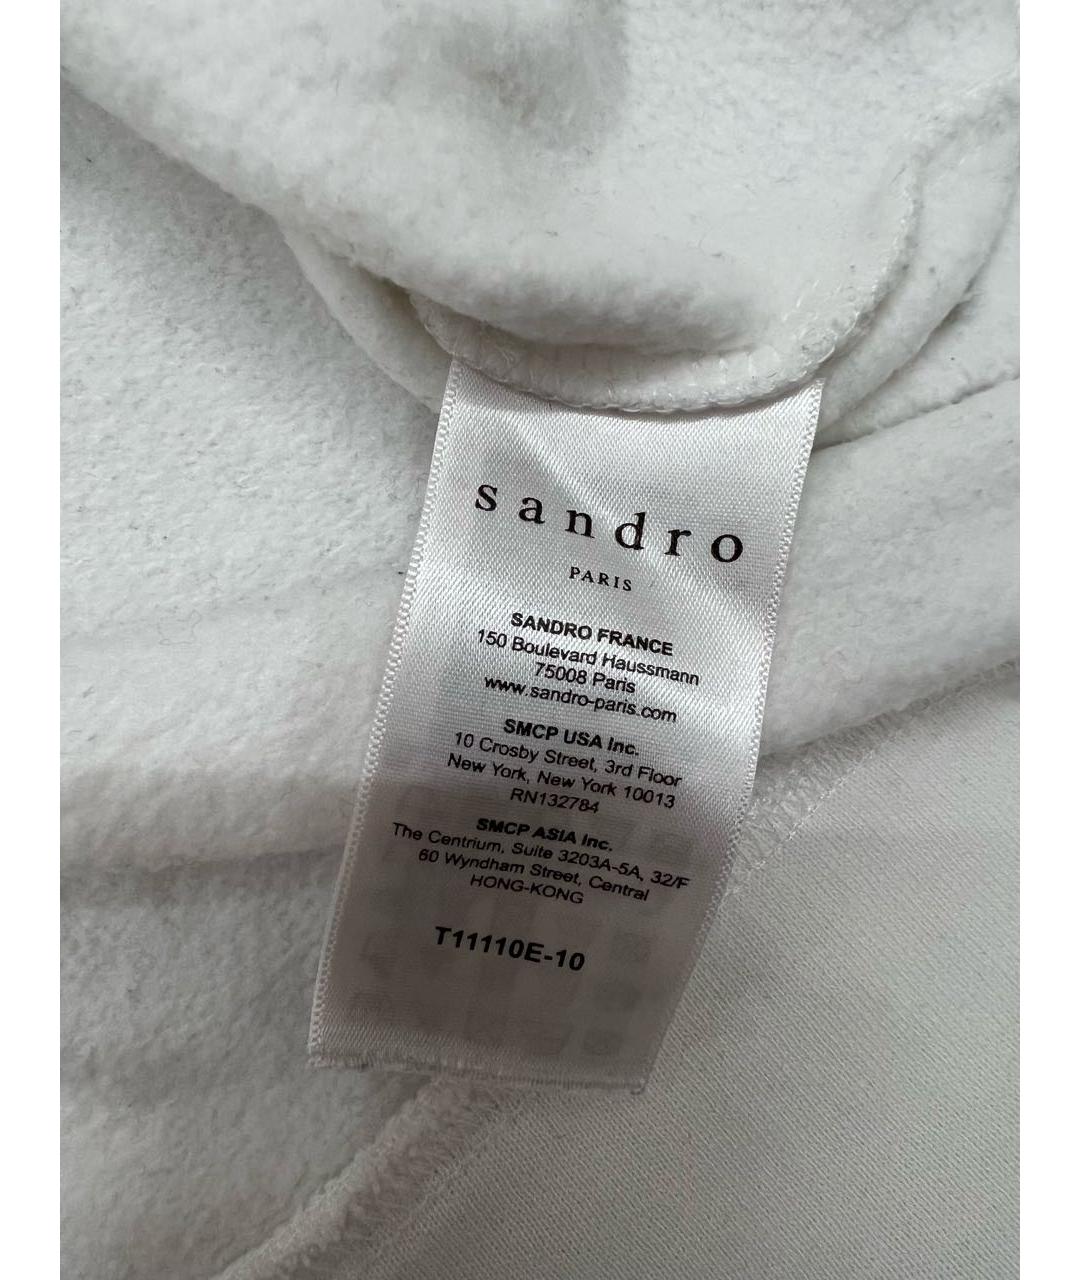 sandro
PARIS
SANDRO FRANCE
150 Boulevard Haussmann
75008 Paris
www.sandro-paris.com
SMCP USA Inc.
10 Crosby Street, 3rd Floor
New York, New York 10013
RN132784
SMCP ASIA Inc.
The Centrium, Suite 3203A-5A, 32/F
60 Wyndham Street, Central
HONG-KONG
T11110E-10